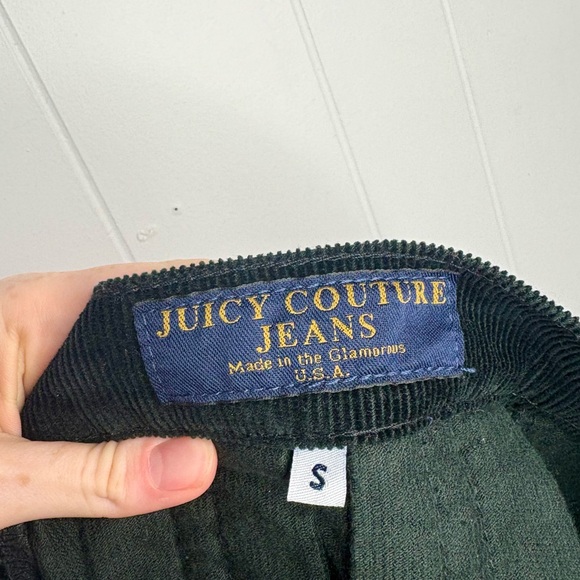 JUICY COUTURE
JEANS
Made in the Glamorous
U.S.A.
S